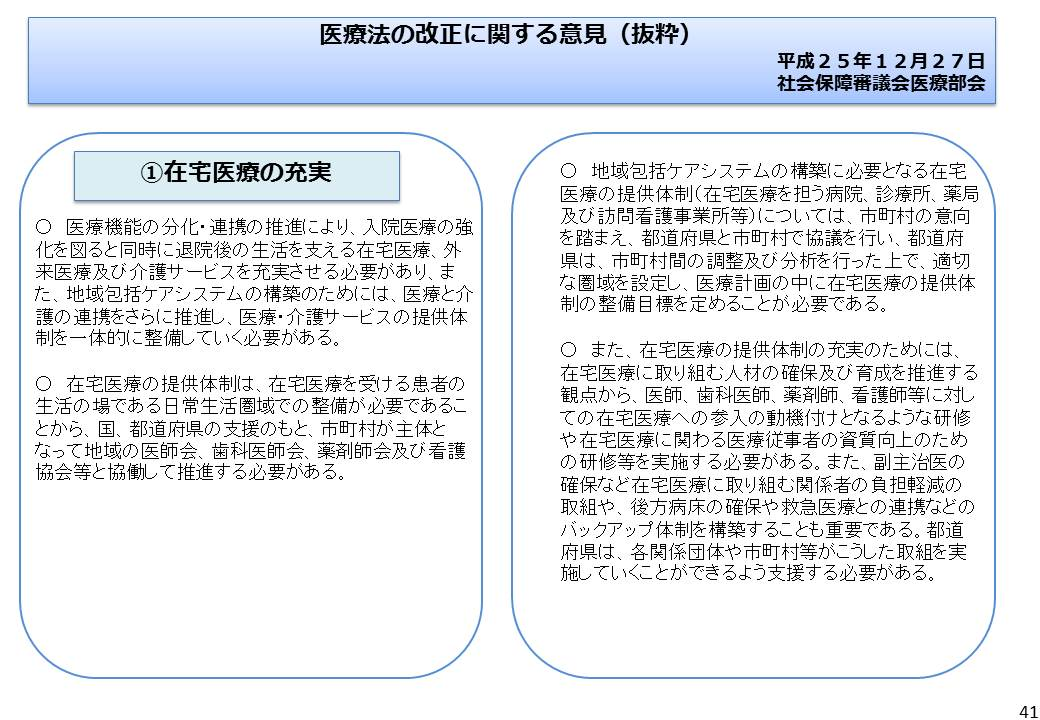 医療法の改正に関する意見（抜粋）
平成２５年１２月２７日
社会保障審議会医療部会
①在宅医療の充実
○　医療機能の分化・連携の推進により、入院医療の強
化を図ると同時に退院後の生活を支える在宅医療、外
来医療及び介護サービスを充実させる必要があり、ま
た、地域包括ケアシステムの構築のためには、医療と介
護の連携をさらに推進し、医療・介護サービスの提供体
制を一体的に整備していく必要がある。
○　在宅医療の提供体制は、在宅医療を受ける患者の
生活の場である日常生活圏域での整備が必要であるこ
とから、国、都道府県の支援のもと、市町村が主体と
なって地域の医師会、歯科医師会、薬剤師会及び看護
協会等と協働して推進する必要がある。
○　地域包括ケアシステムの構築に必要となる在宅
医療の提供体制（在宅医療を担う病院、診療所、薬局
及び訪問看護事業所等）については、市町村の意向
を踏まえ、都道府県と市町村で協議を行い、都道府
県は、市町村間の調整及び分析を行った上で、適切
な圏域を設定し、医療計画の中に在宅医療の提供体
制の整備目標を定めることが必要である。
○　また、在宅医療の提供体制の充実のためには、
在宅医療に取り組む人材の確保及び育成を推進する
観点から、医師、歯科医師、薬剤師、看護師等に対し
ての在宅医療への参入の動機付けとなるような研修
や在宅医療に関わる医療従事者の資質向上のため
の研修等を実施する必要がある。また、副主治医の
確保など在宅医療に取り組む関係者の負担軽減の
取組や、後方病床の確保や救急医療との連携などの
バックアップ体制を構築することも重要である。都道
府県は、各関係団体や市町村等がこうした取組を実
施していくことができるよう支援する必要がある。
41